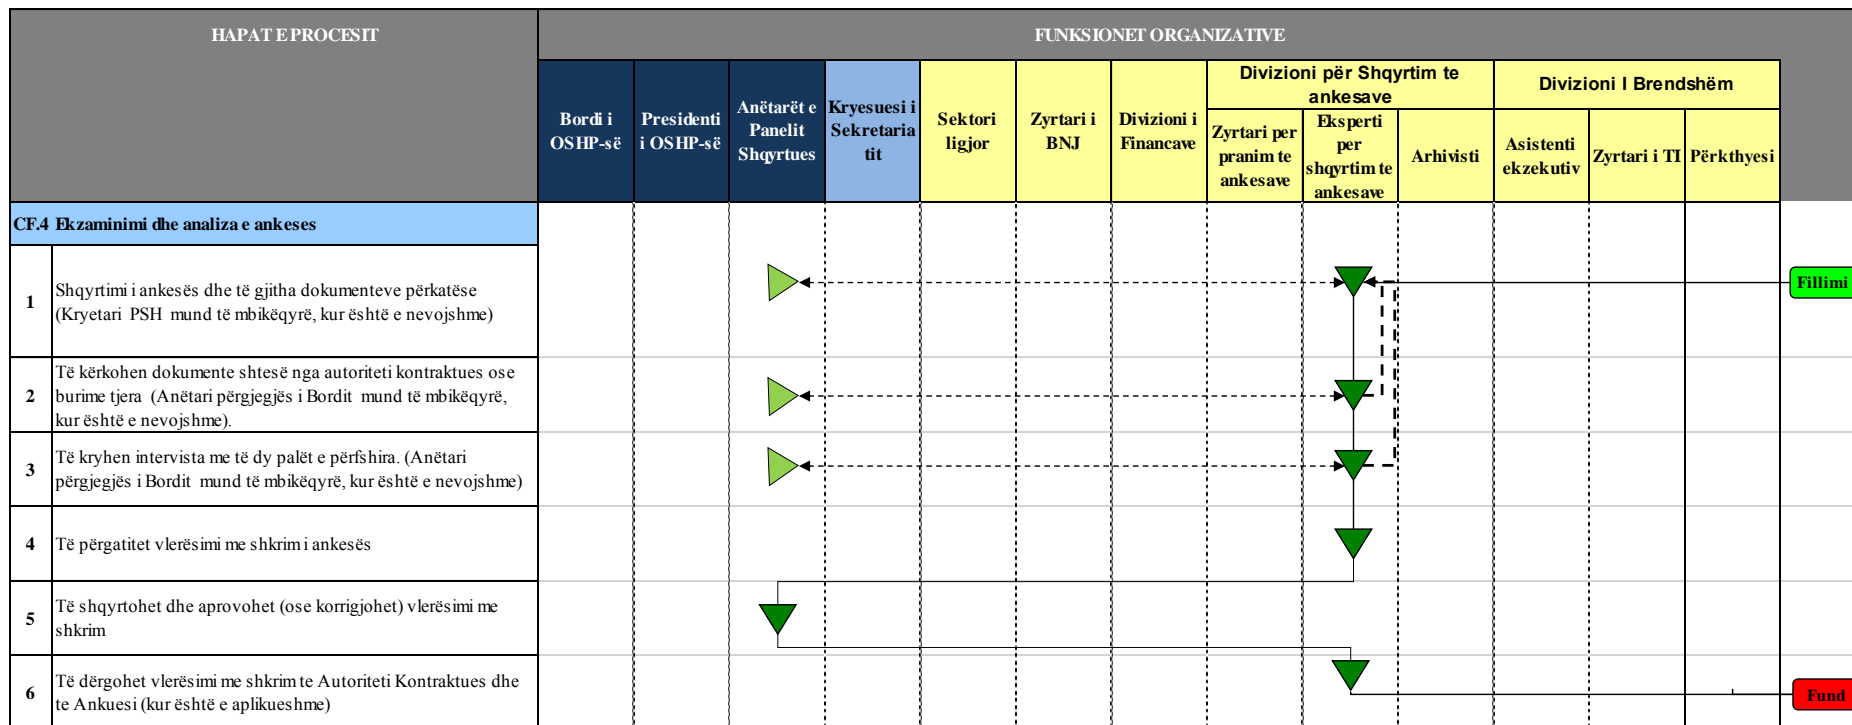 HAPAT E PROCESIT
FUNKSIONET ORGANIZATIVE
Bordi i
OSHP-së
Presidenti
i OSHP-së
Anëtarët e
Panelit
Shqyrtues
Kryesuesi i
Sekretaria
tit
Sektori
ligjor
Zyrtari i
BNJ
Divizioni i
Financave
Divizioni për Shqyrtim te
ankesave
Zyrtari per
pranim te
ankesave
Eksperti
per
shqyrtim te
ankesave
Arhivisti
Divizioni I Brendshëm
Asistenti
ekzekutiv
Zyrtari i TI
Përkthyesi
CF.4 Ekzaminimi dhe analiza e ankeses
1
Shqyrtimi i ankesës dhe të gjitha dokumenteve përkatëse
(Kryetari PSH mund të mbikëqyrë, kur është e nevojshme)
Fillimi
2
Të kërkohen dokumente shtesë nga autoriteti kontraktues ose
burime tjera (Anëtari përgjegjës i Bordit mund të mbikëqyrë,
kur është e nevojshme).
3
Të kryhen intervista me të dy palët e përfshira. (Anëtari
përgjegjës i Bordit mund të mbikëqyrë, kur është e nevojshme)
4
Të përgatitet vlerësimi me shkrim i ankesës
5
Të shqyrtohet dhe aprovohet (ose korrigjohet) vlerësimi me
shkrim
6
Të dërgohet vlerësimi me shkrim te Autoriteti Kontraktues dhe
te Ankuesi (kur është e aplikueshme)
Fund